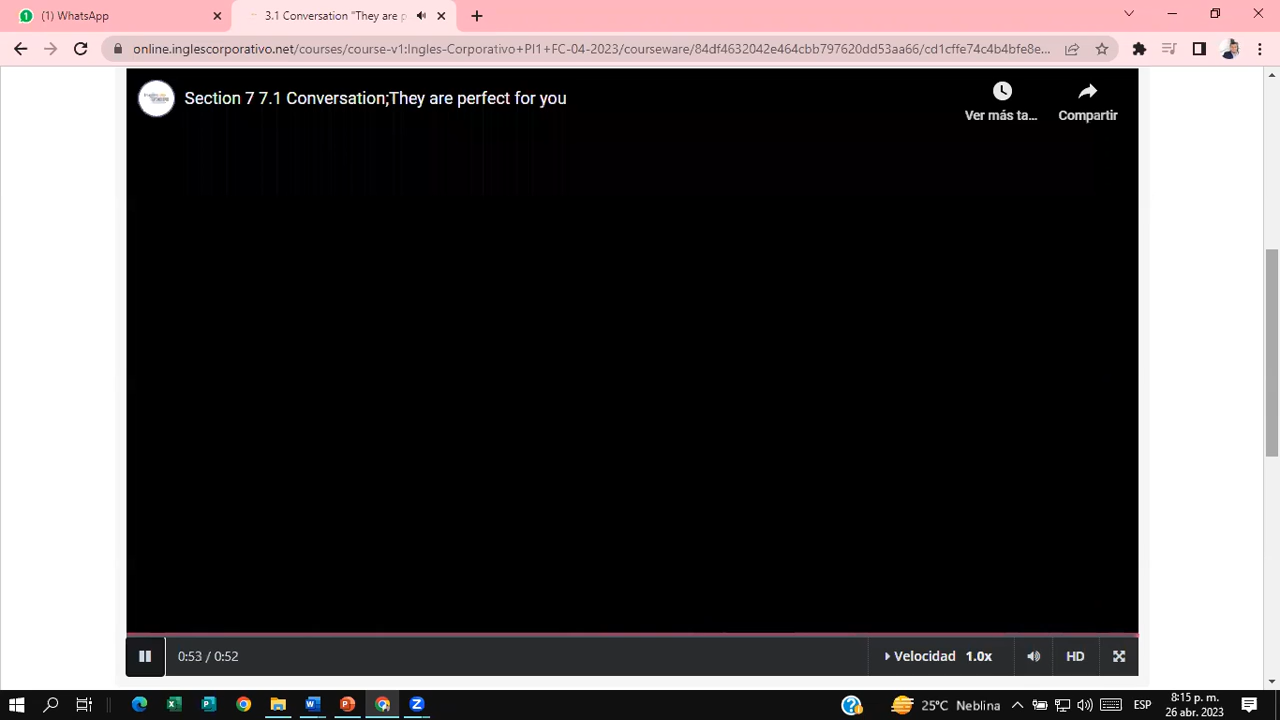 (1) WhatsApp
3.1 Conversation "They are p
online.inglescorporativo.net/courses/course-v1:Ingles-Corporativo+PI1+FC-04-2023/courseware/84df4632042e464cbb797620dd53aa66/cd1cffe74c4b4bfe8e...
Section 7 7.1 Conversation;They are perfect for you
Ver más ta...
Compartir
0:53 / 0:52
Velocidad 1.0x
HD
25°C Neblina
ESP
8:15 p. m.
26 abr. 2023